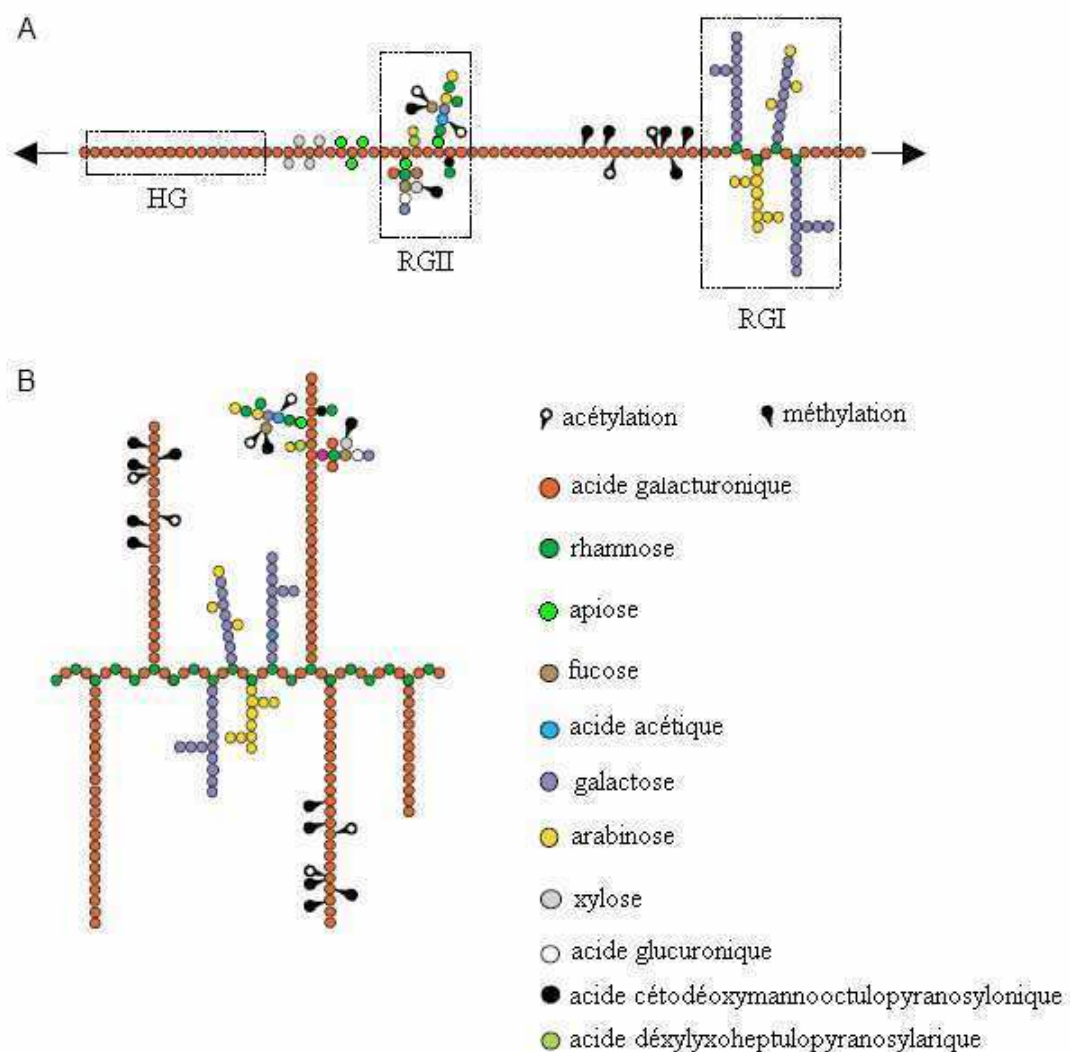 A
HG
RGII
RGI
B
acétylation
méthylation
acide galacturonique
rhamnose
apiose
fucose
acide acétique
galactose
arabinose
xylose
acide glucuronique
acide cétodéoxymannooctulopyranosylonique
acide déxylyxoheptulopyranosylarique